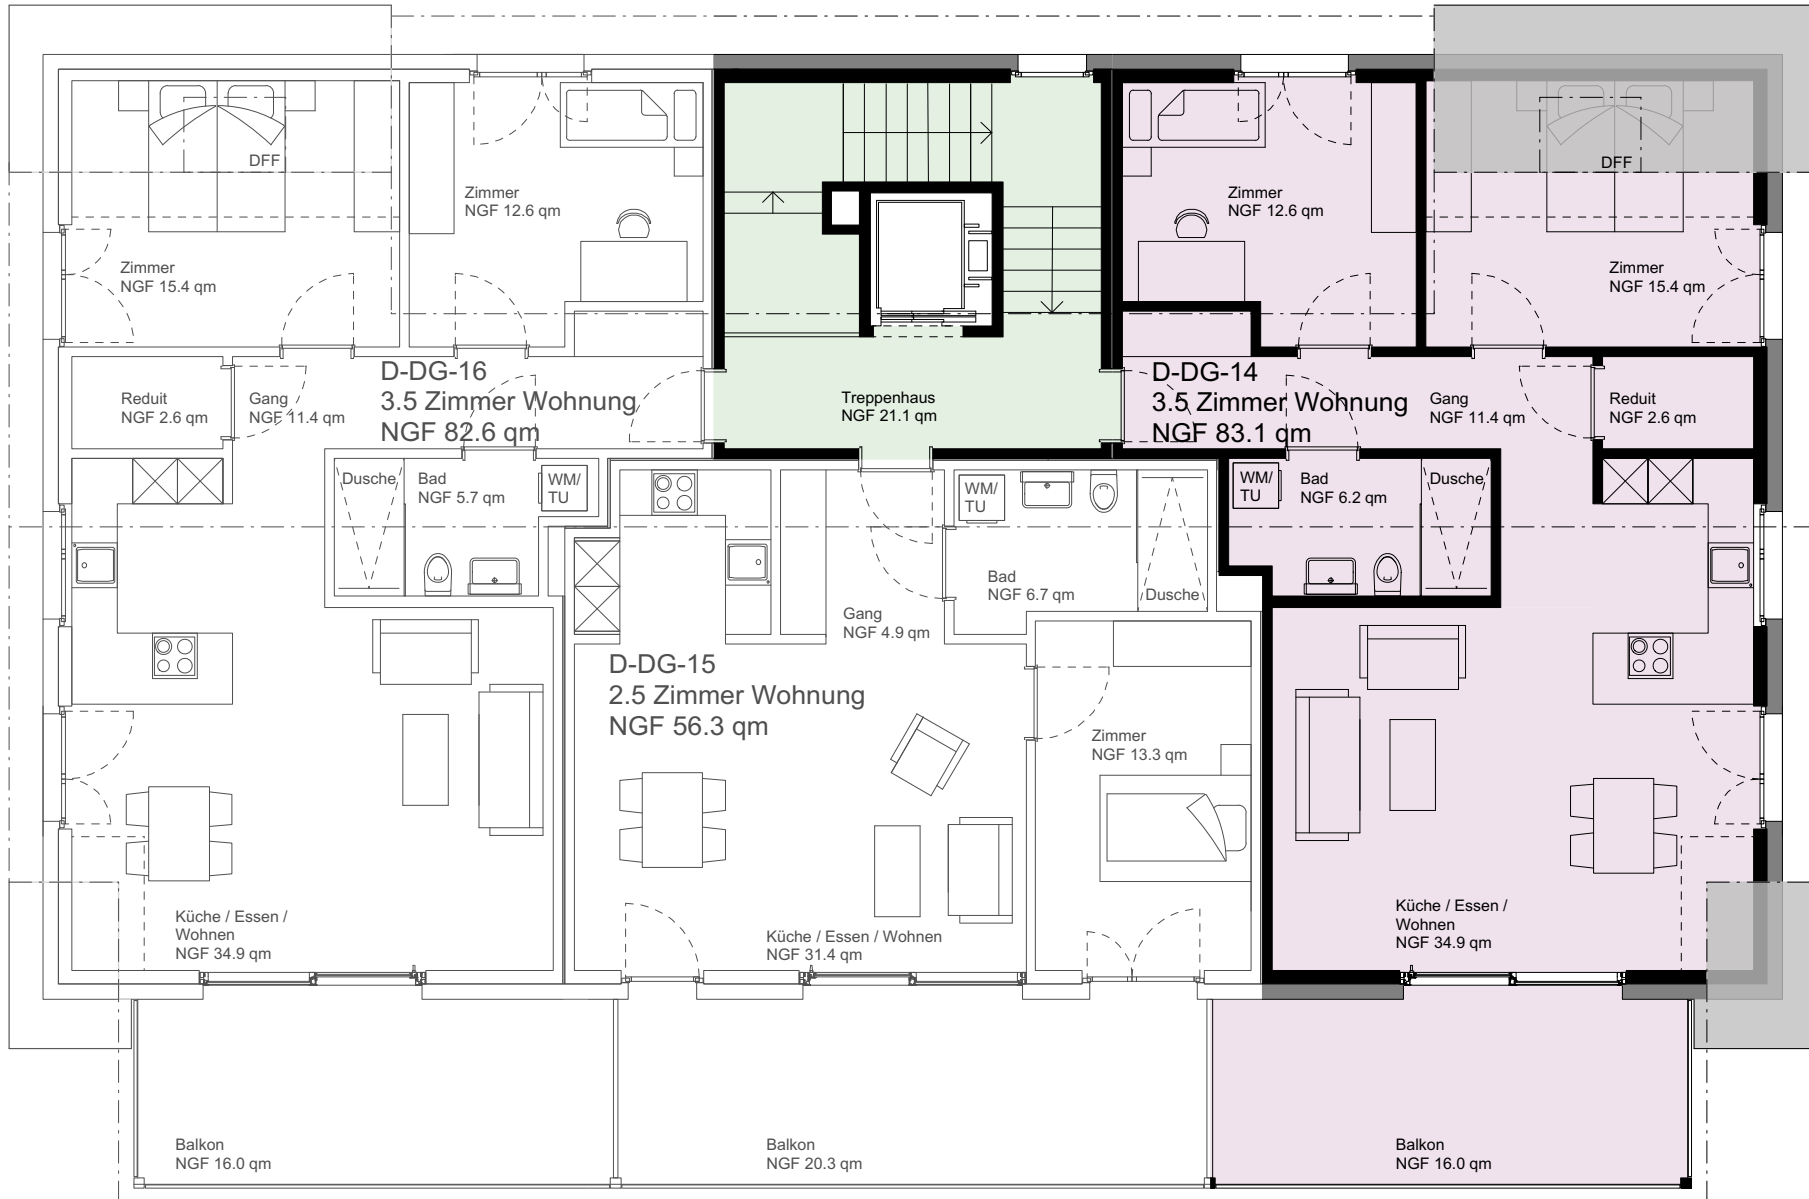 DFF
Zimmer
NGF 12.6 qm
Zimmer
NGF 15.4 qm
Reduit
NGF 2.6 qm
Gang
NGF 11.4 qm
D-DG-16
3.5 Zimmer Wohnung
NGF 82.6 qm
Dusche
Bad
NGF 5.7 qm
WM/
TU
Küche / Essen /
Wohnen
NGF 34.9 qm
Balkon
NGF 16.0 qm
Treppenhaus
NGF 21.1 qm
WM/
TU
Bad
NGF 6.7 qm
Dusche
Gang
NGF 4.9 qm
D-DG-15
2.5 Zimmer Wohnung
NGF 56.3 qm
Zimmer
NGF 13.3 qm
Küche / Essen / Wohnen
NGF 31.4 qm
Balkon
NGF 20.3 qm
Zimmer
NGF 12.6 qm
DFF
Zimmer
NGF 15.4 qm
D-DG-14
3.5 Zimmer Wohnung
NGF 83.1 qm
Gang
NGF 11.4 qm
Reduit
NGF 2.6 qm
WM/
TU
Bad
NGF 6.2 qm
Dusche
Küche / Essen /
Wohnen
NGF 34.9 qm
Balkon
NGF 16.0 qm